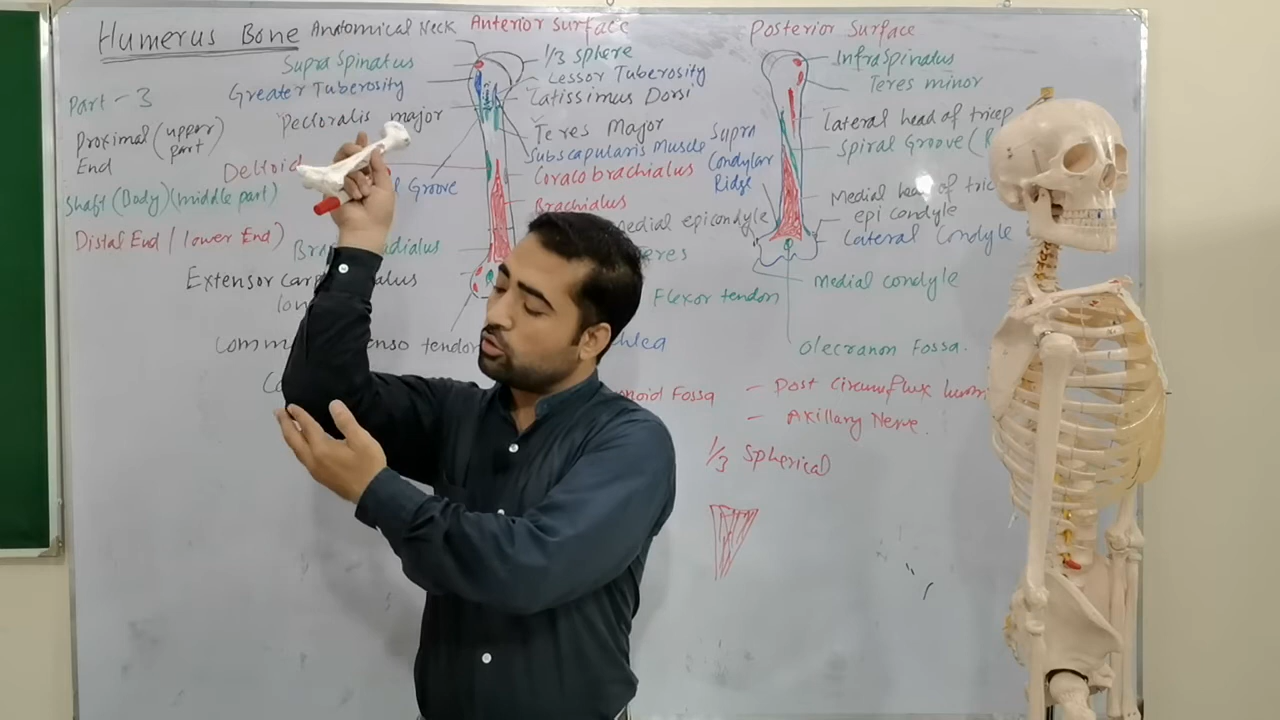 Humerus Bone
Part - 3
Proximal (upper part)
End
Shaft (Body) (middle part)
Distal End / lower End)
Anatomical Neck
Anterior Surface
Supra Spinatus
Greater Tuberosity
Pectoralis major
Deltoid
Groove
Extensor
1/3 sphere
Lessor Tuberosity
Latissimus Dorsi
Teres Major
Subscapularis Muscle
Coracobrachialus
Brachialus
Medial epicondyle
Teres
Flexor tendon
Fossa
Posterior Surface
Infraspinatus
Teres minor
Lateral head of tricep
Spiral Groove
Supra
Condylar
Ridge
Medial head of
epi condyle
Lateral Condyle
Medial condyle
Olecranon Fossa.
- Post Circumflux
- Axillary Nerve.
1/3 Spherical